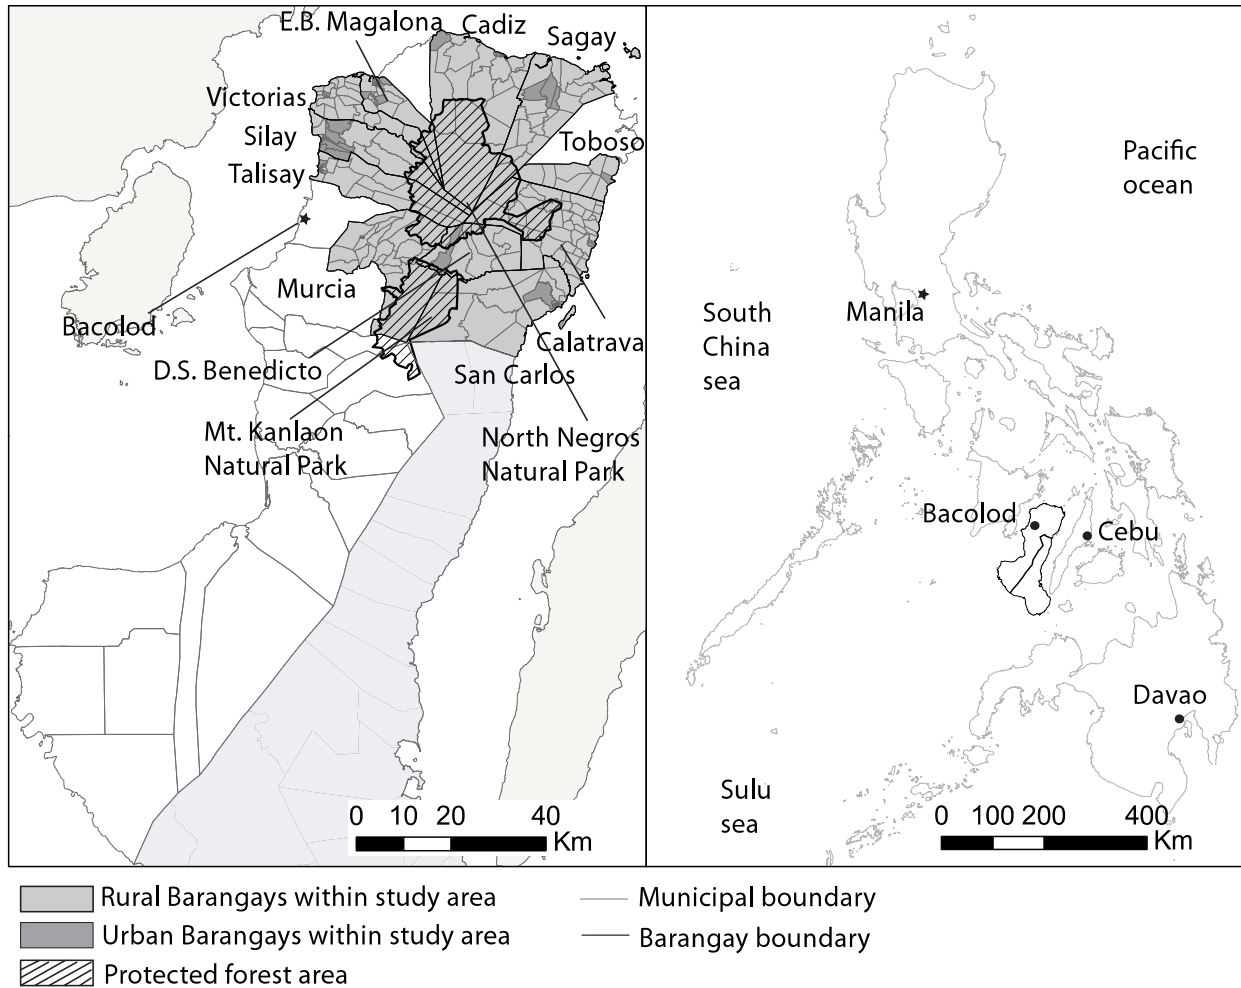 E.B. Magalona
Cadiz
Sagay
Victorias
Silay
Toboso
Talisay
Murcia
Bacolod
Calatrava
D.S. Benedicto
San Carlos
Mt. Kanlaon
Natural Park
North Negros
Natural Park
0 10 20 40
Km
Pacific
ocean
South
China
sea
Manila
Bacolod
Cebu
Davao
Sulu
sea
0 100 200 400
Km
Rural Barangays within study area
Urban Barangays within study area
Protected forest area
Municipal boundary
Barangay boundary